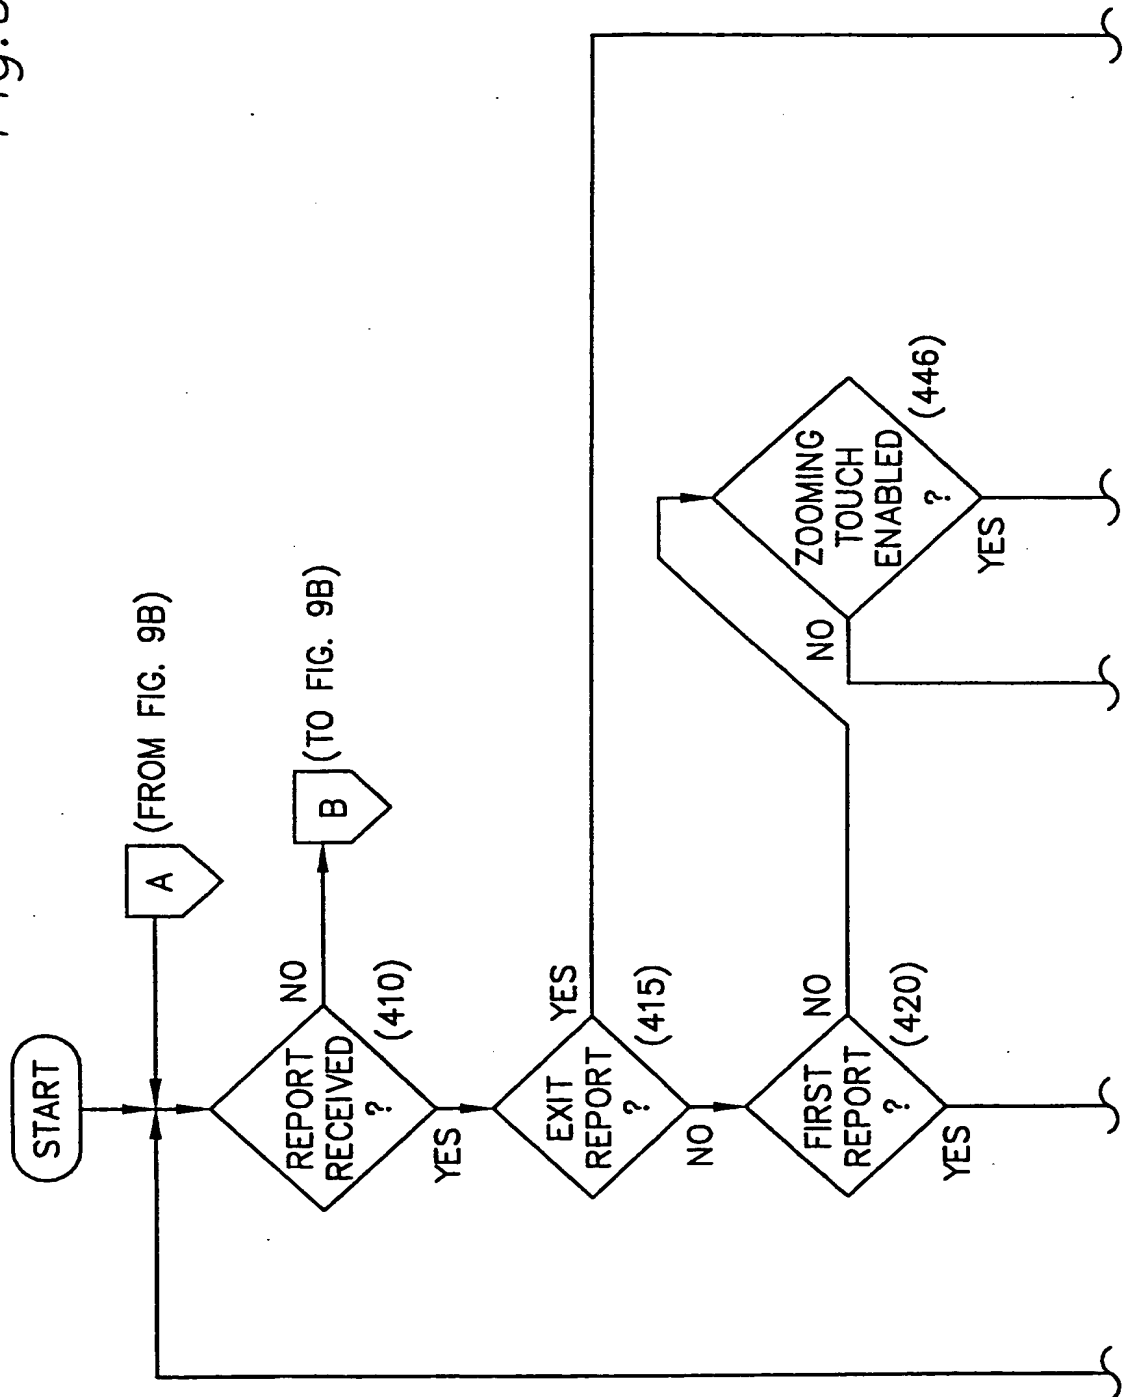 Fig.
START
A
(FROM FIG. 9B)
REPORT
RECEIVED
?
(410)
NO
B
(TO FIG. 9B)
YES
EXIT
REPORT
?
(415)
YES
NO
FIRST
REPORT
?
(420)
NO
YES
ZOOMING
TOUCH
ENABLED
?
(446)
NO
YES